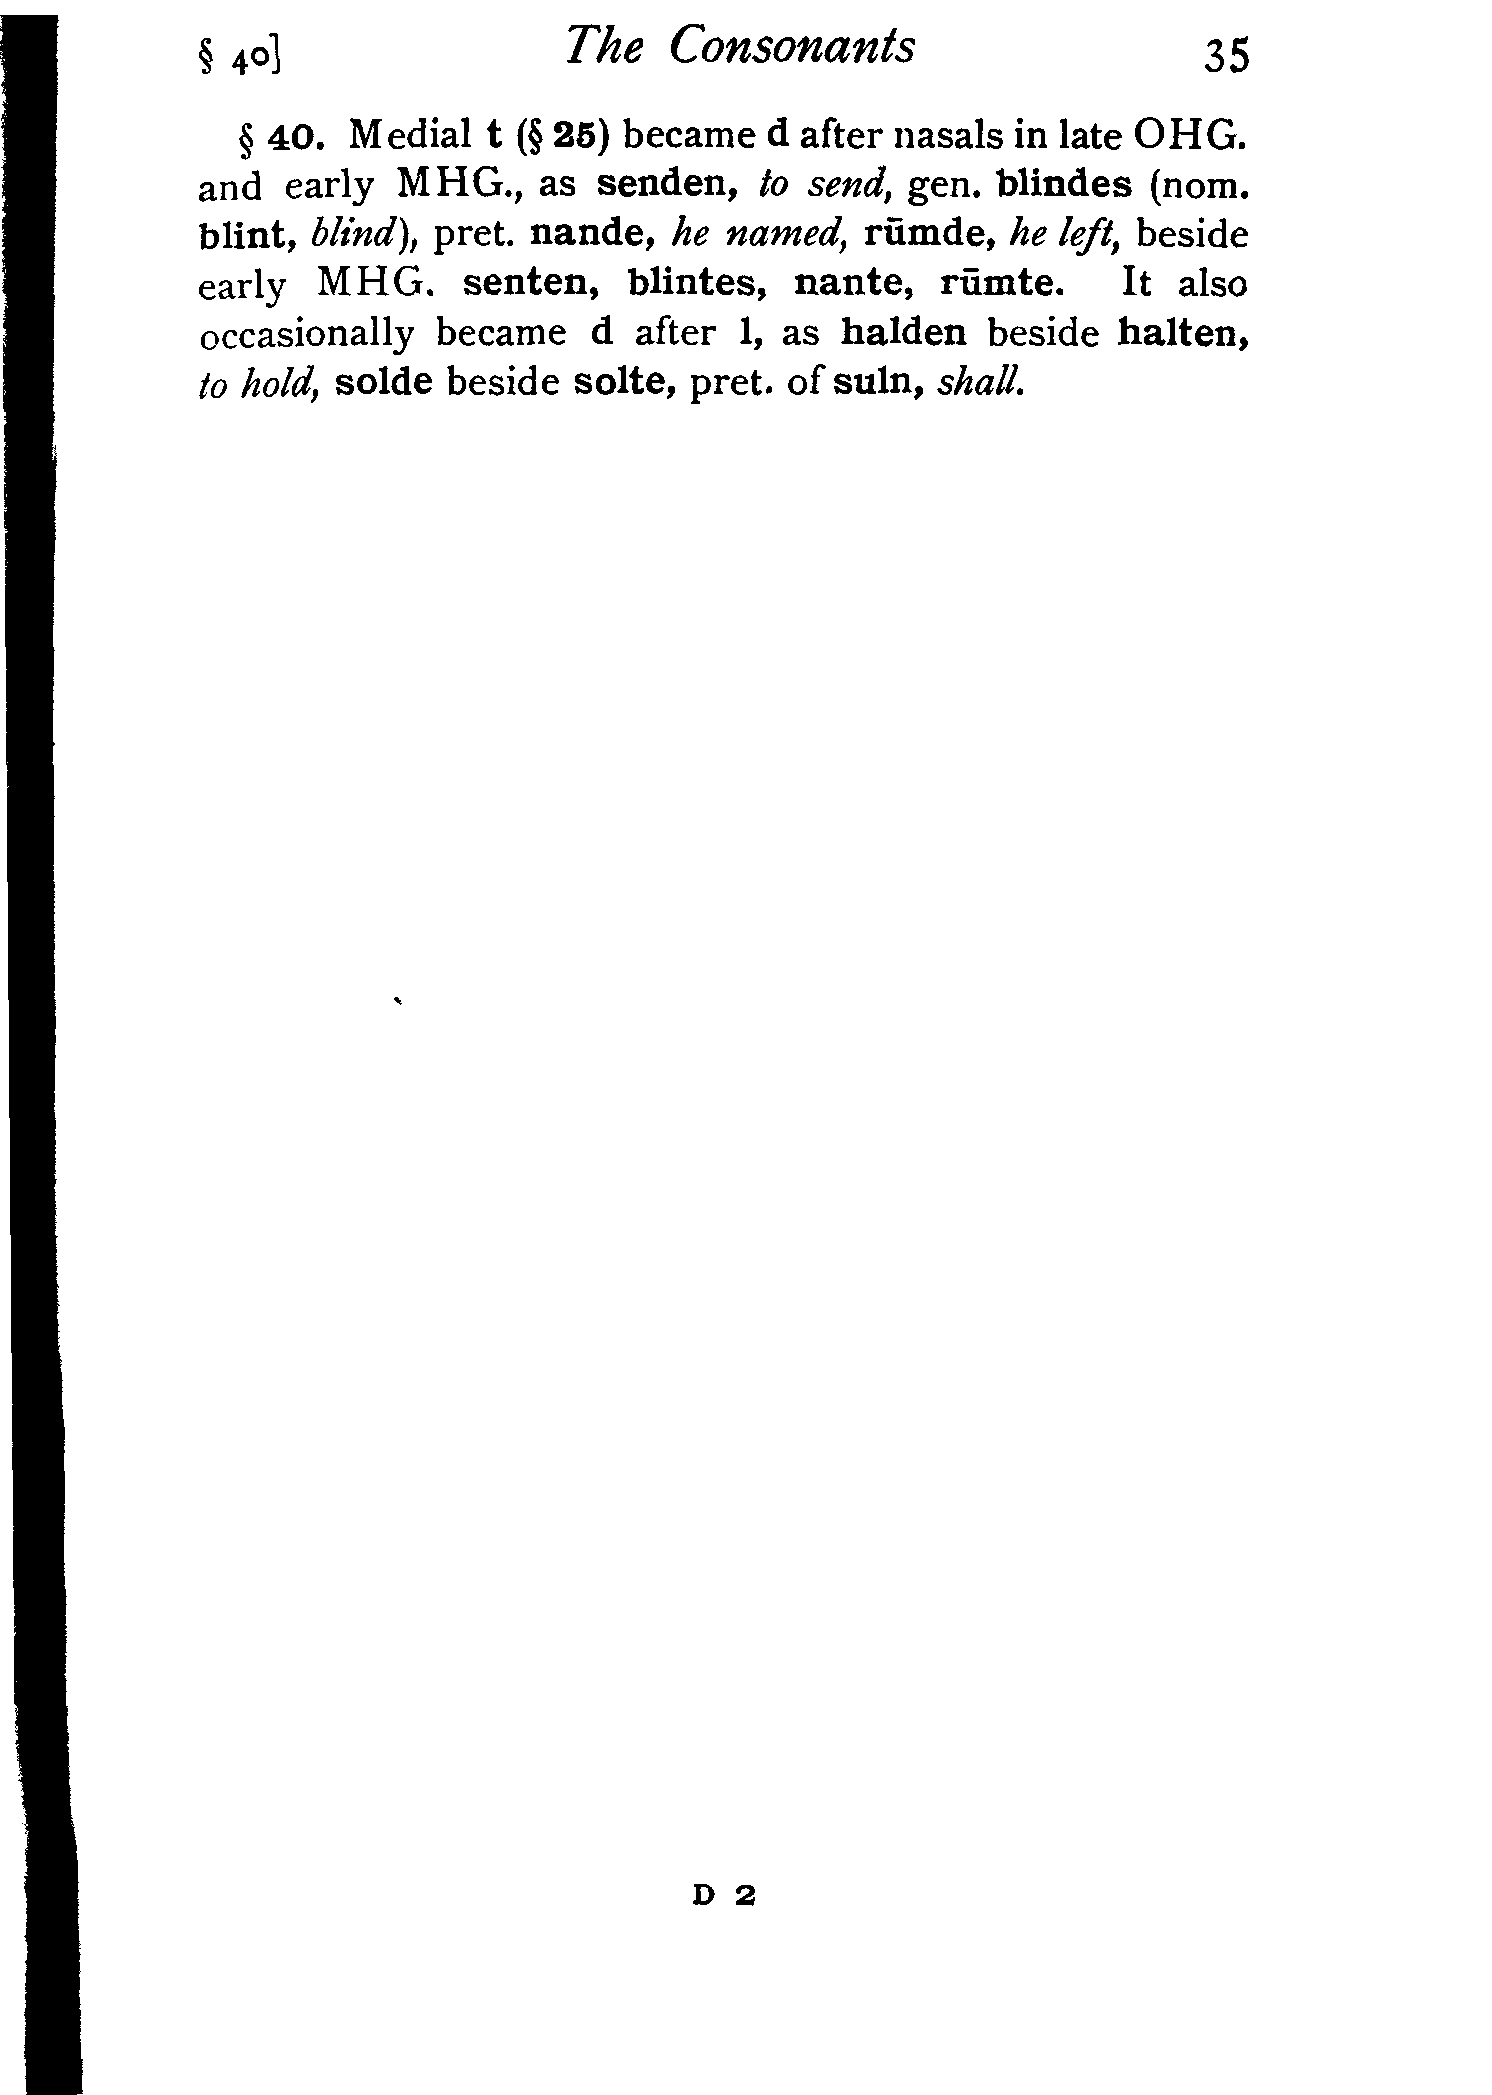 § 40] The Consonants 35
§ 40. Medial t (§ 25) became d after nasals in late OHG.
and early MHG., as senden, to send, gen. blindes (nom.
blint, blind), pret. nande, he named, rūmde, he left, beside
early MHG. senten, blintes, nante, rūmte. It also
occasionally became d after l, as halden beside halten,
to hold, solde beside solte, pret. of suln, shall.
D 2